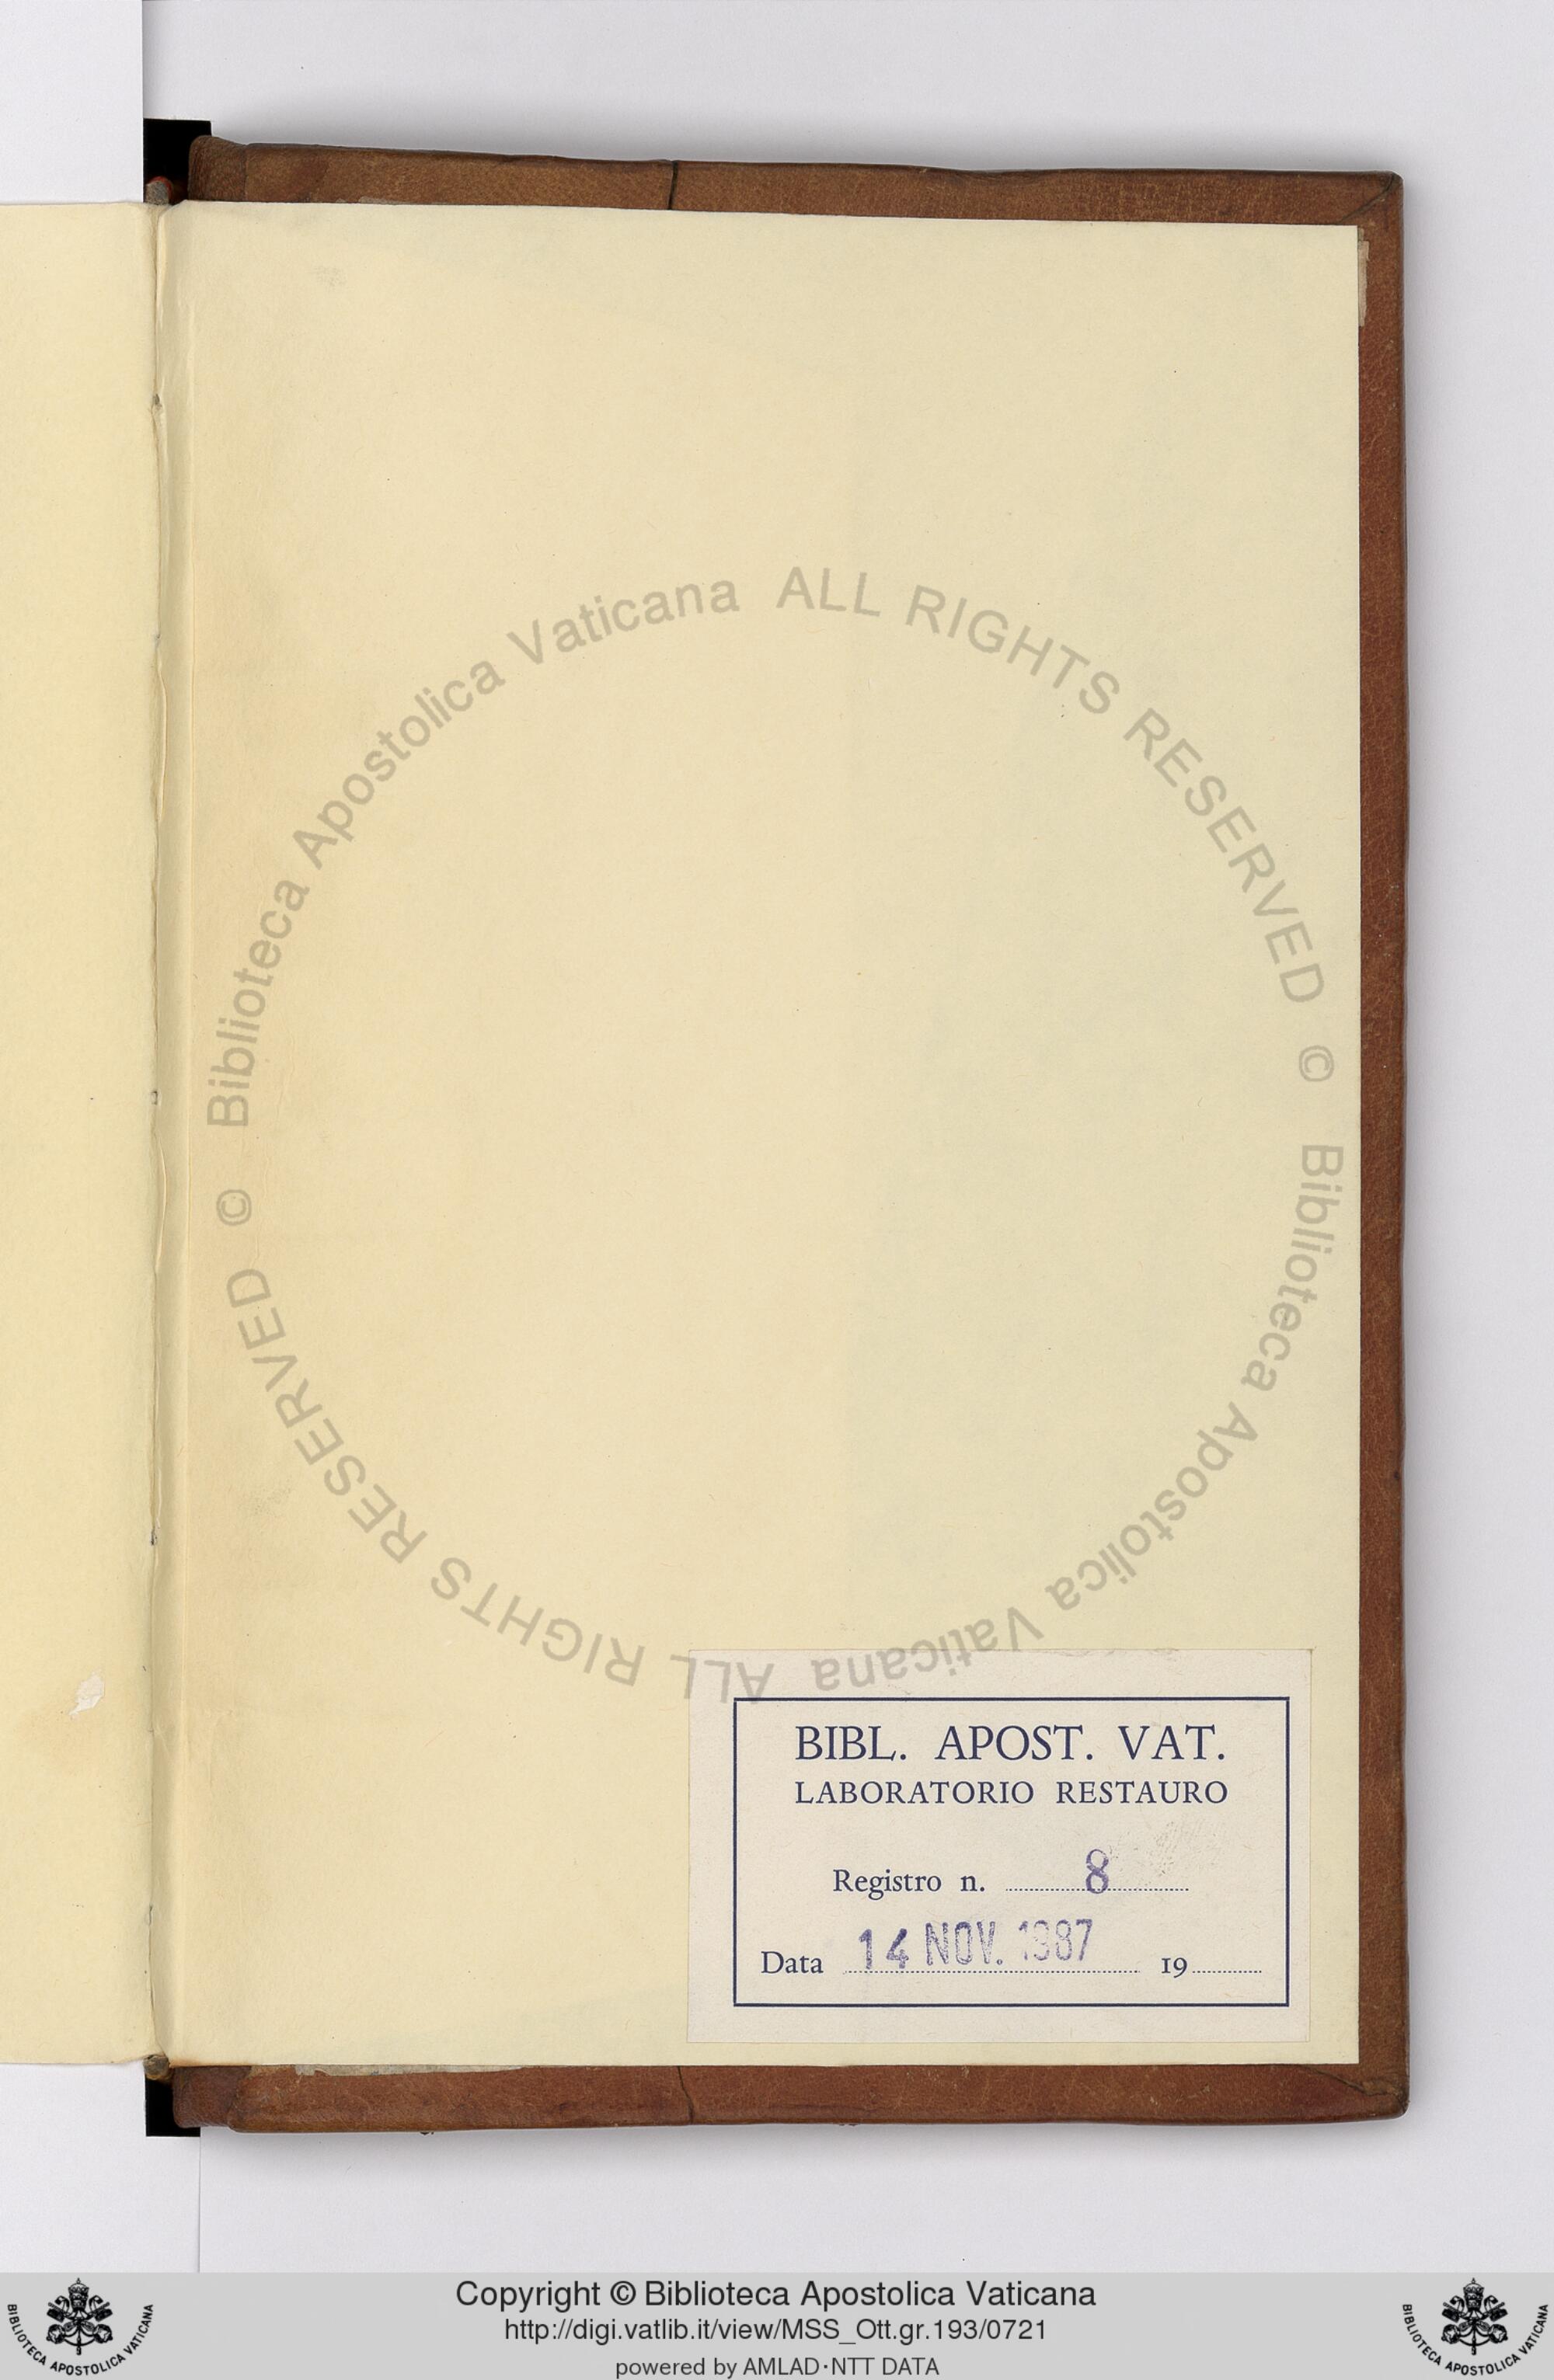 © Biblioteca Apostolica Vaticana ALL RIGHTS RESERVED
© Biblioteca Apostolica Vaticana ALL RIGHTS RESERVED
BIBL. APOST. VAT.
LABORATORIO RESTAURO
Registro n. 8
Data 14 NOV. 1987 19
Copyright © Biblioteca Apostolica Vaticana
http://digi.vatlib.it/view/MSS_Ott.gr.193/0721
powered by AMLAD·NTT DATA
BIBLIOTECA APOSTOLICA VATICANA
BIBLIOTECA APOSTOLICA VATICANA